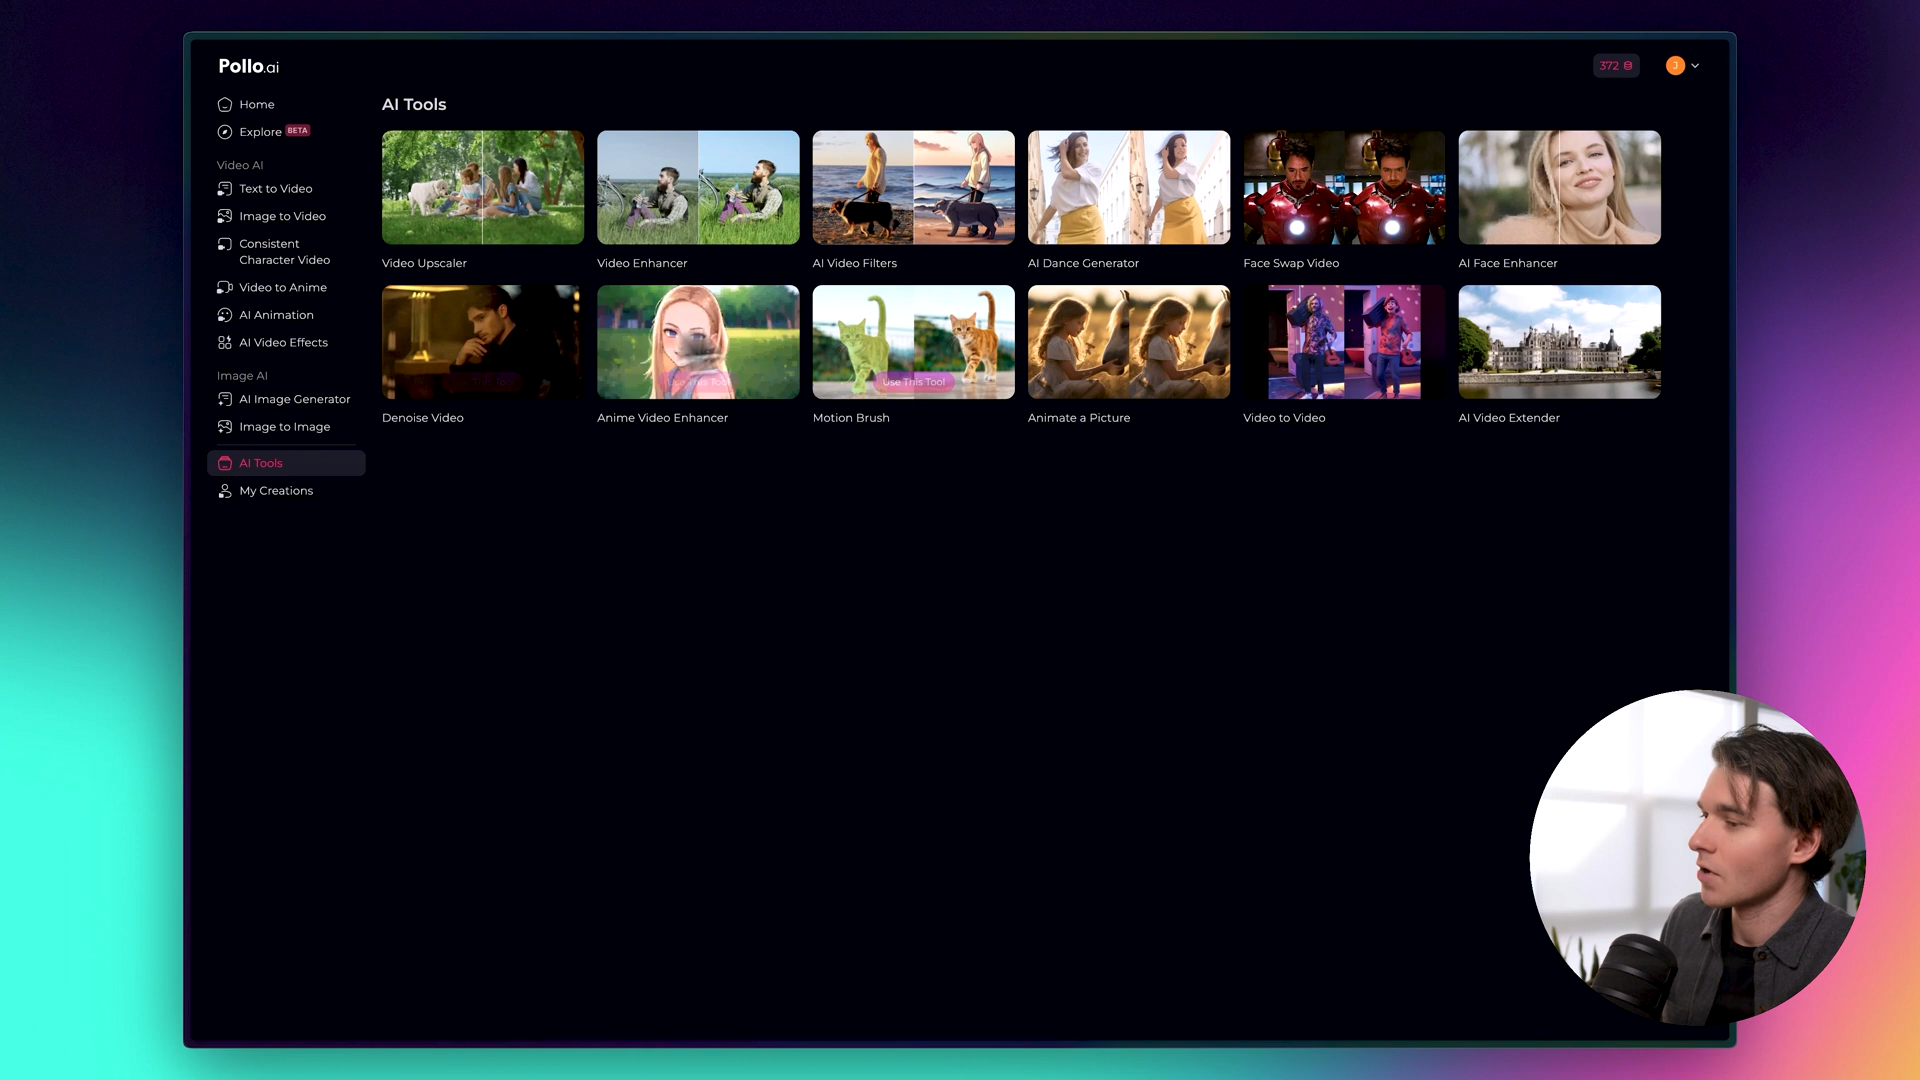 Pollo.ai
372
J
Home
Explore BETA
Video AI
Text to Video
Image to Video
Consistent
Character Video
Video to Anime
AI Animation
AI Video Effects
Image AI
AI Image Generator
Image to Image
AI Tools
My Creations
AI Tools
Video Upscaler
Video Enhancer
AI Video Filters
AI Dance Generator
Face Swap Video
AI Face Enhancer
Use This Tool
Denoise Video
Anime Video Enhancer
Motion Brush
Animate a Picture
Video to Video
AI Video Extender